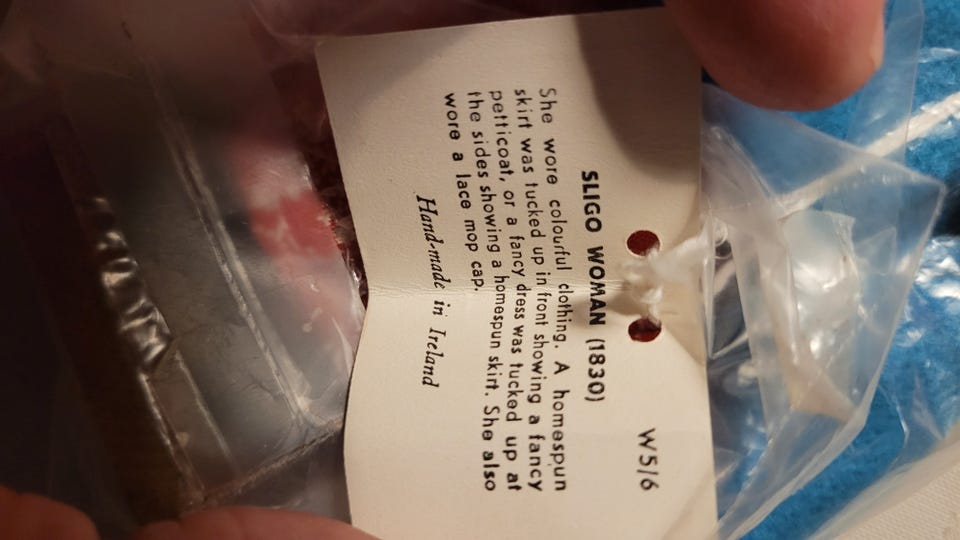 W5/6
SLIGO WOMAN (1830)
She wore colourful clothing. A homespun
skirt was tucked up in front showing a fancy
petticoat, or a fancy dress was tucked up at
the sides showing a homespun skirt. She also
wore a lace mop cap.
Hand-made in Ireland